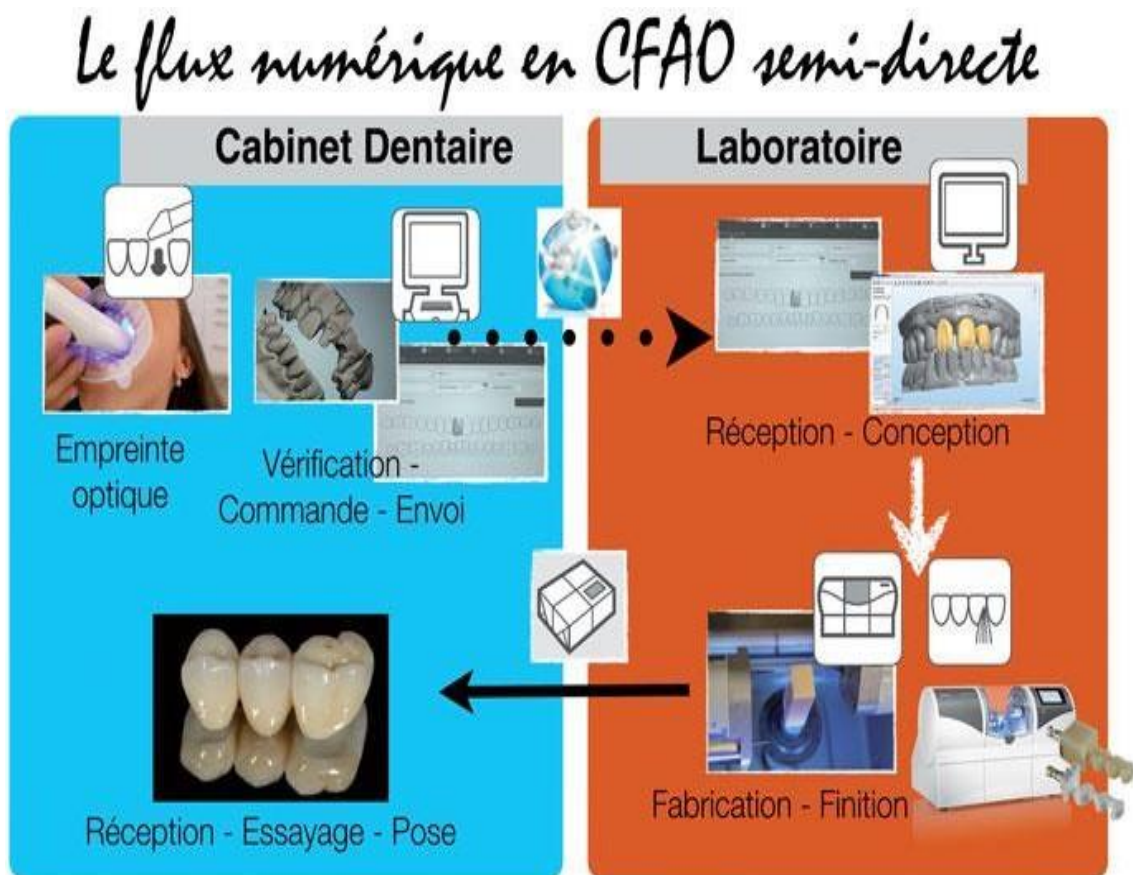 Le flux numérique en CFAO semi-directe
Cabinet Dentaire
Laboratoire
Empreinte
optique
Vérification -
Commande - Envoi
Réception - Conception
Réception - Essayage - Pose
Fabrication - Finition